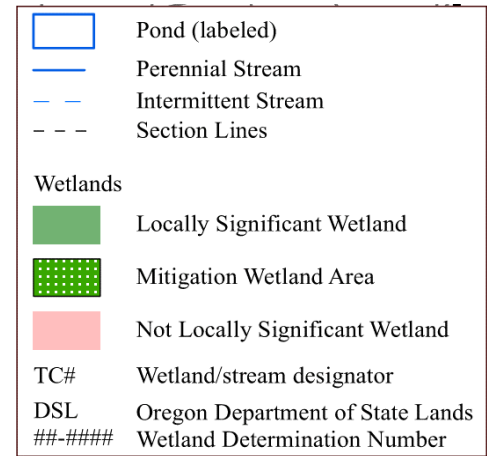 Pond (labeled)
Perennial Stream
Intermittent Stream
Section Lines
Wetlands
Locally Significant Wetland
Mitigation Wetland Area
Not Locally Significant Wetland
TC# Wetland/stream designator
DSL Oregon Department of State Lands
##-#### Wetland Determination Number